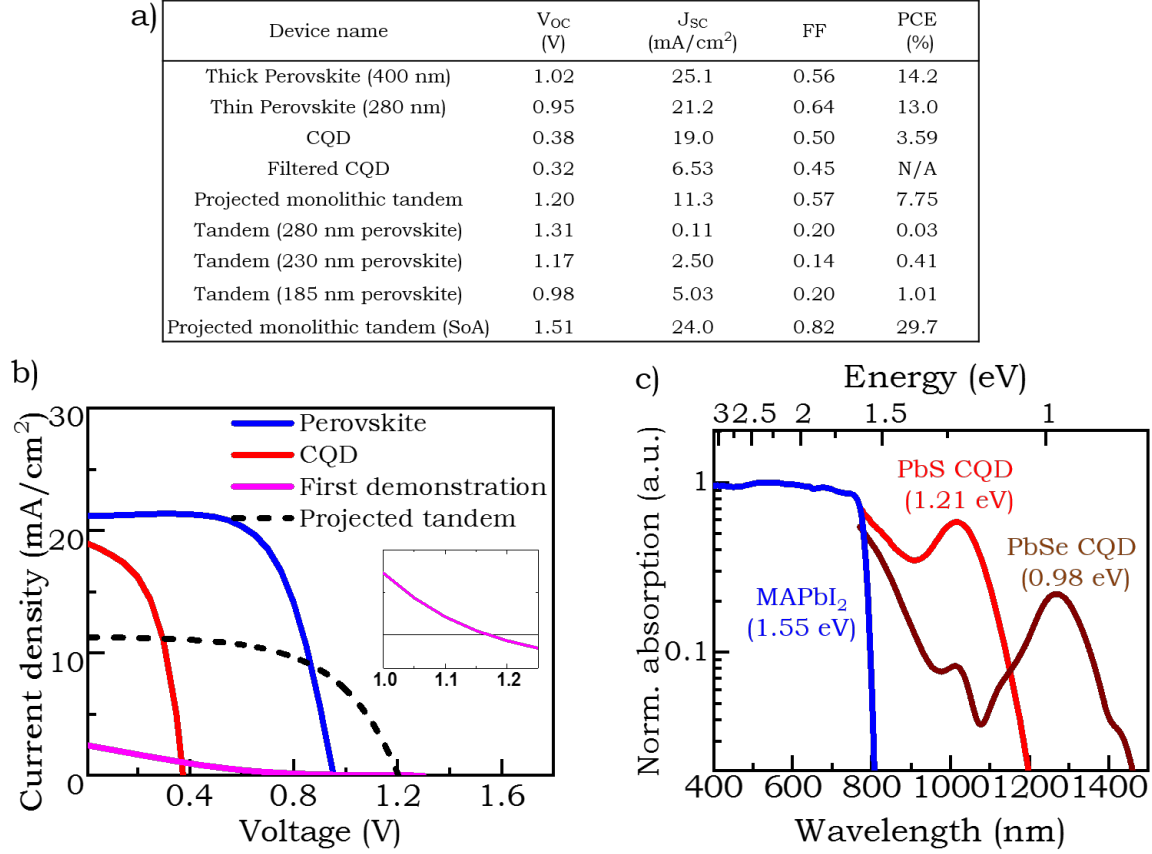 a)
Device name V_OC (V) J_SC (mA/cm²) FF PCE (%)
Thick Perovskite (400 nm) 1.02 25.1 0.56 14.2
Thin Perovskite (280 nm) 0.95 21.2 0.64 13.0
CQD 0.38 19.0 0.50 3.59
Filtered CQD 0.32 6.53 0.45 N/A
Projected monolithic tandem 1.20 11.3 0.57 7.75
Tandem (280 nm perovskite) 1.31 0.11 0.20 0.03
Tandem (230 nm perovskite) 1.17 2.50 0.14 0.41
Tandem (185 nm perovskite) 0.98 5.03 0.20 1.01
Projected monolithic tandem (SoA) 1.51 24.0 0.82 29.7
b)
Current density (mA/cm²)
30
20
10
0
Perovskite
CQD
First demonstration
Projected tandem
1.0 1.1 1.2
0.4 0.8 1.2 1.6
Voltage (V)
c)
Energy (eV)
3 2.5 2 1.5 1
Norm. absorption (a.u.)
1
0.1
PbS CQD
(1.21 eV)
PbSe CQD
(0.98 eV)
MAPbI₂
(1.55 eV)
400 600 800 1000 1200 1400
Wavelength (nm)